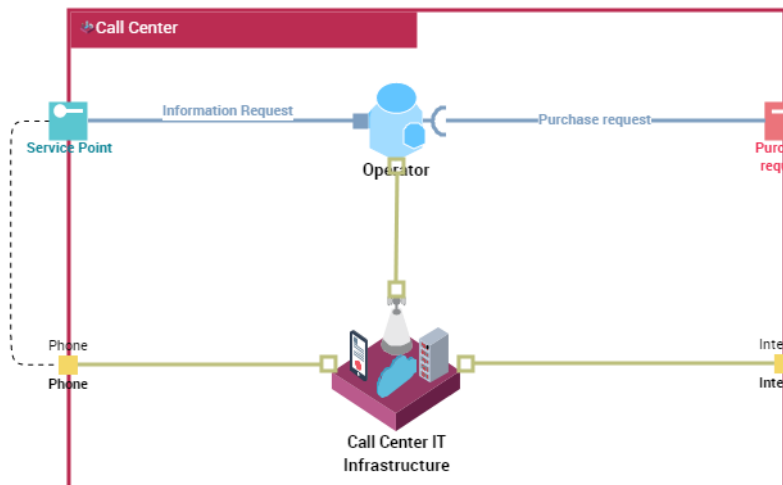 Call Center
Information Request
Purchase request
Service Point
Operator
Phone
Phone
Call Center IT
Infrastructure